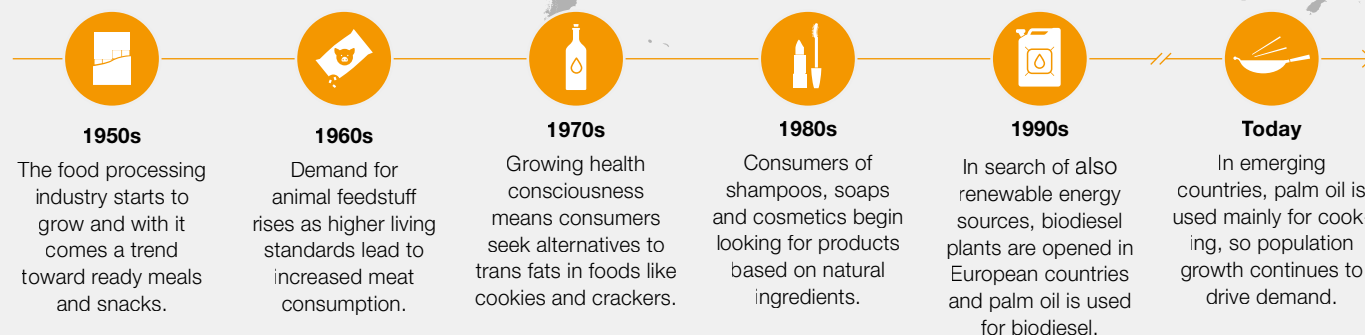 1950s
The food processing
industry starts to
grow and with it
comes a trend
toward ready meals
and snacks.
1960s
Demand for
animal feedstuff
rises as higher living
standards lead to
increased meat
consumption.
1970s
Growing health
consciousness
means consumers
seek alternatives to
trans fats in foods like
cookies and crackers.
1980s
Consumers of
shampoos, soaps
and cosmetics begin
looking for products
based on natural
ingredients.
1990s
In search of also
renewable energy
sources, biodiesel
plants are opened in
European countries
and palm oil is used
for biodiesel.
Today
In emerging
countries, palm oil is
used mainly for cook-
ing, so population
growth continues to
drive demand.